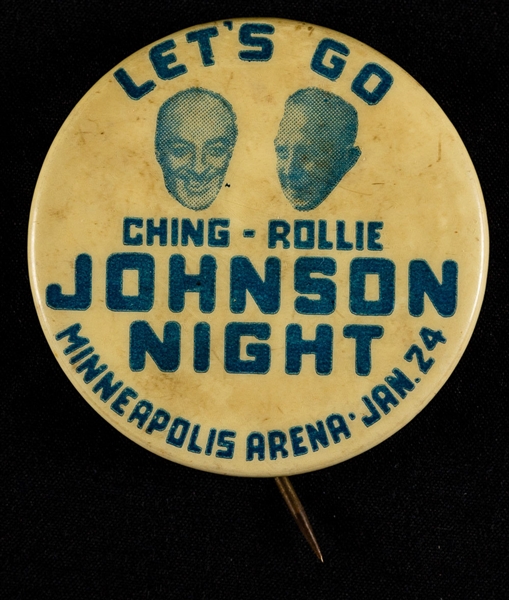 LET'S GO
CHING - ROLLIE
JOHNSON
NIGHT
MINNEAPOLIS ARENA · JAN. 24